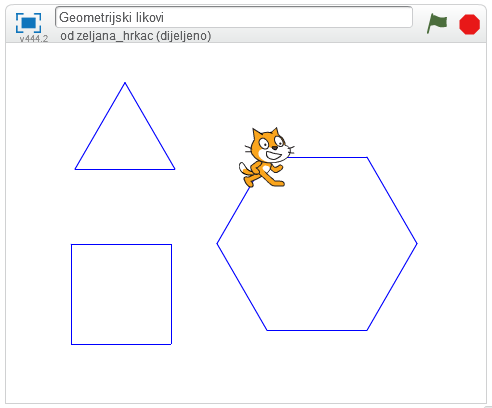 Geometrijski likovi
v444.2
od zeljana_hrkac (dijeljeno)